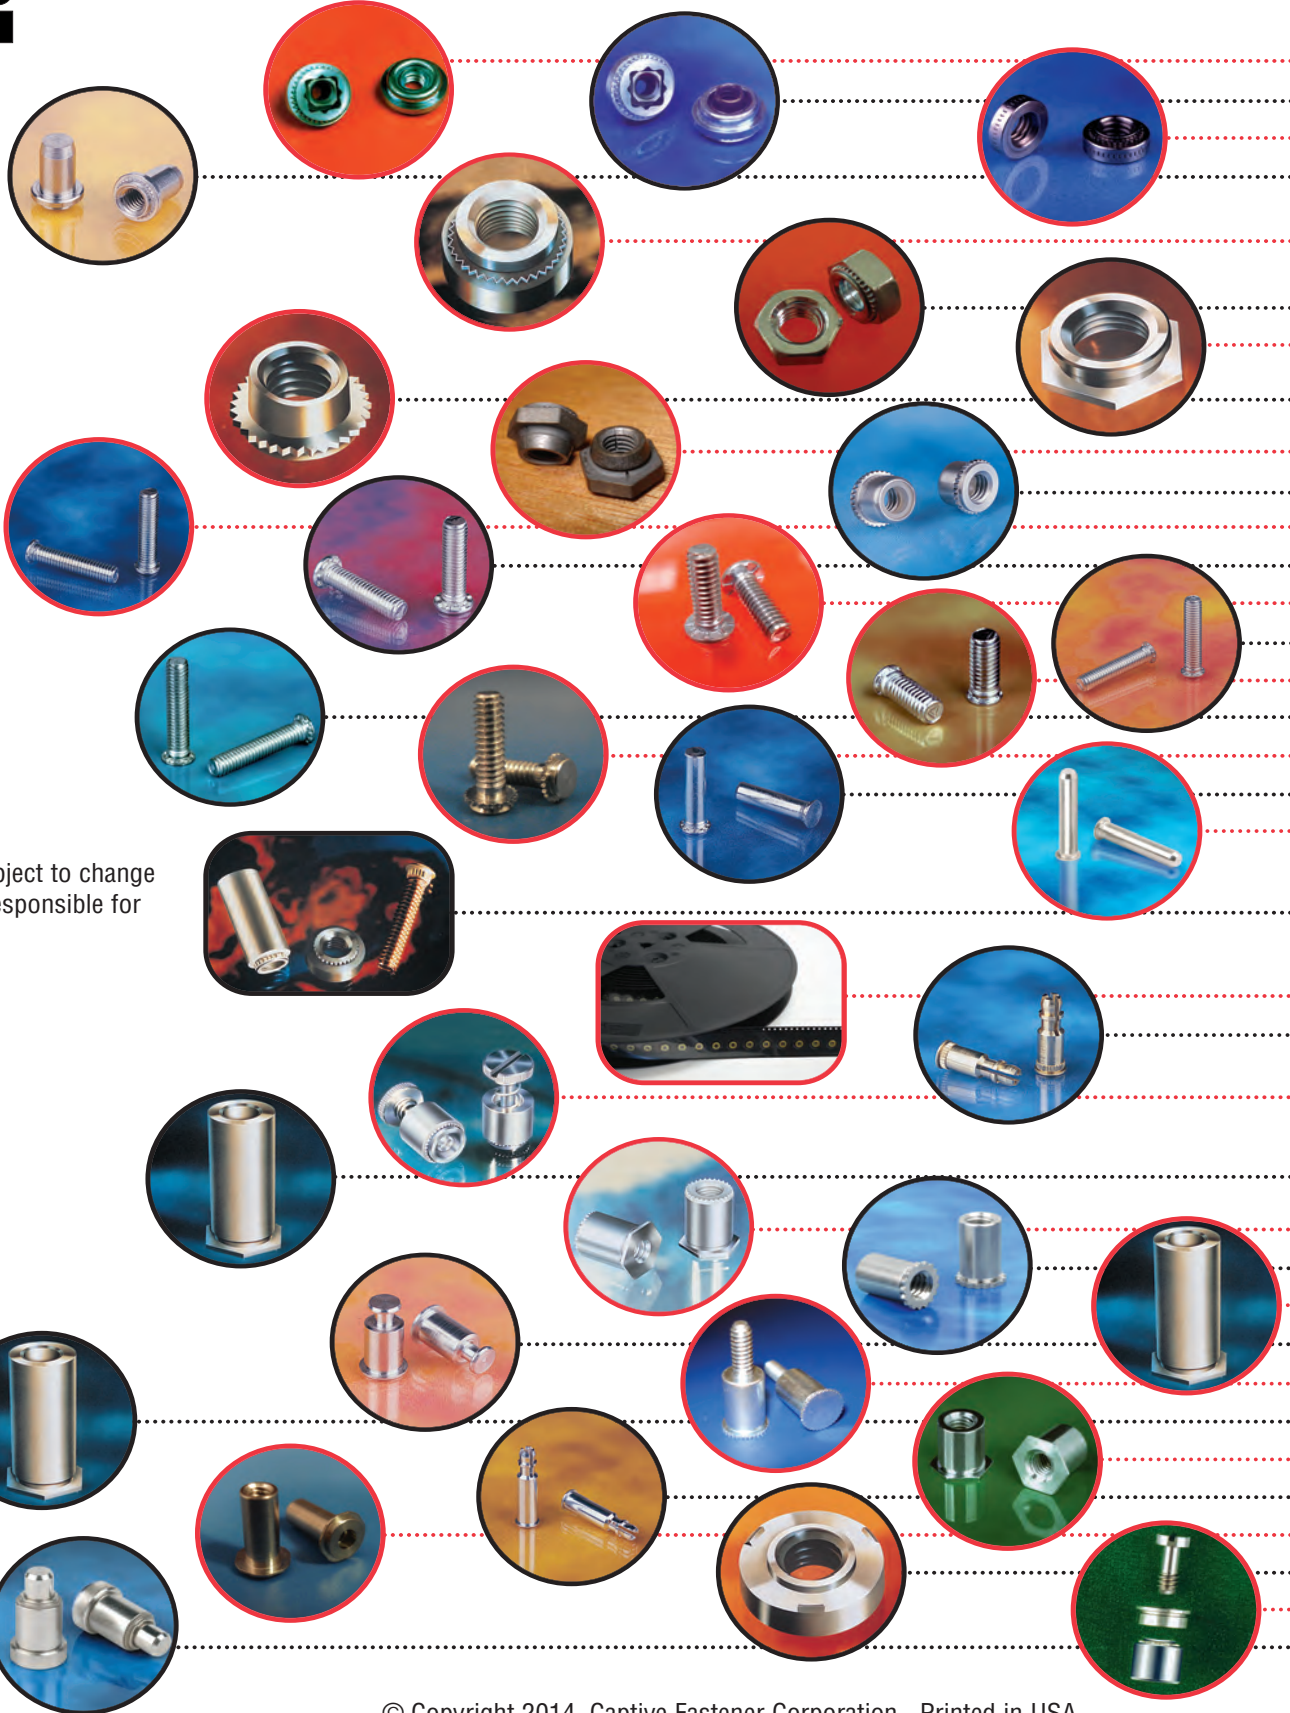 bject to change
esponsible for
© Copyright 2014, Captive Fastener Corporation Printed in USA